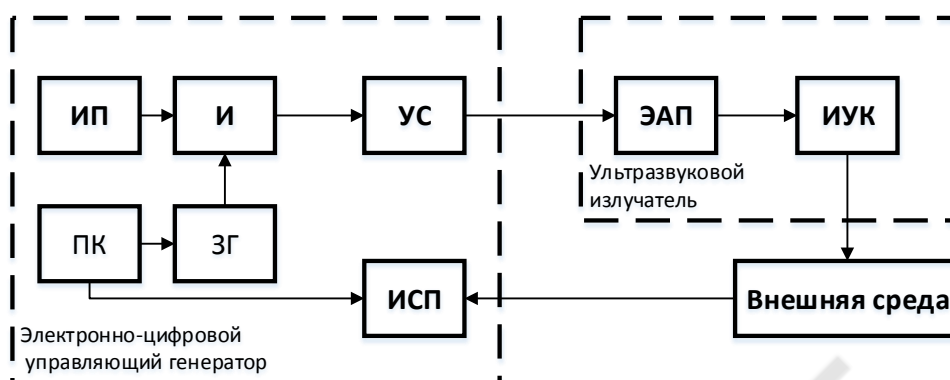 ИП
И
УС
ЭАП
ИУК
Ультразвуковой
излучатель
ПК
ЗГ
ИСП
Внешняя среда
Электронно-цифровой
управляющий генератор